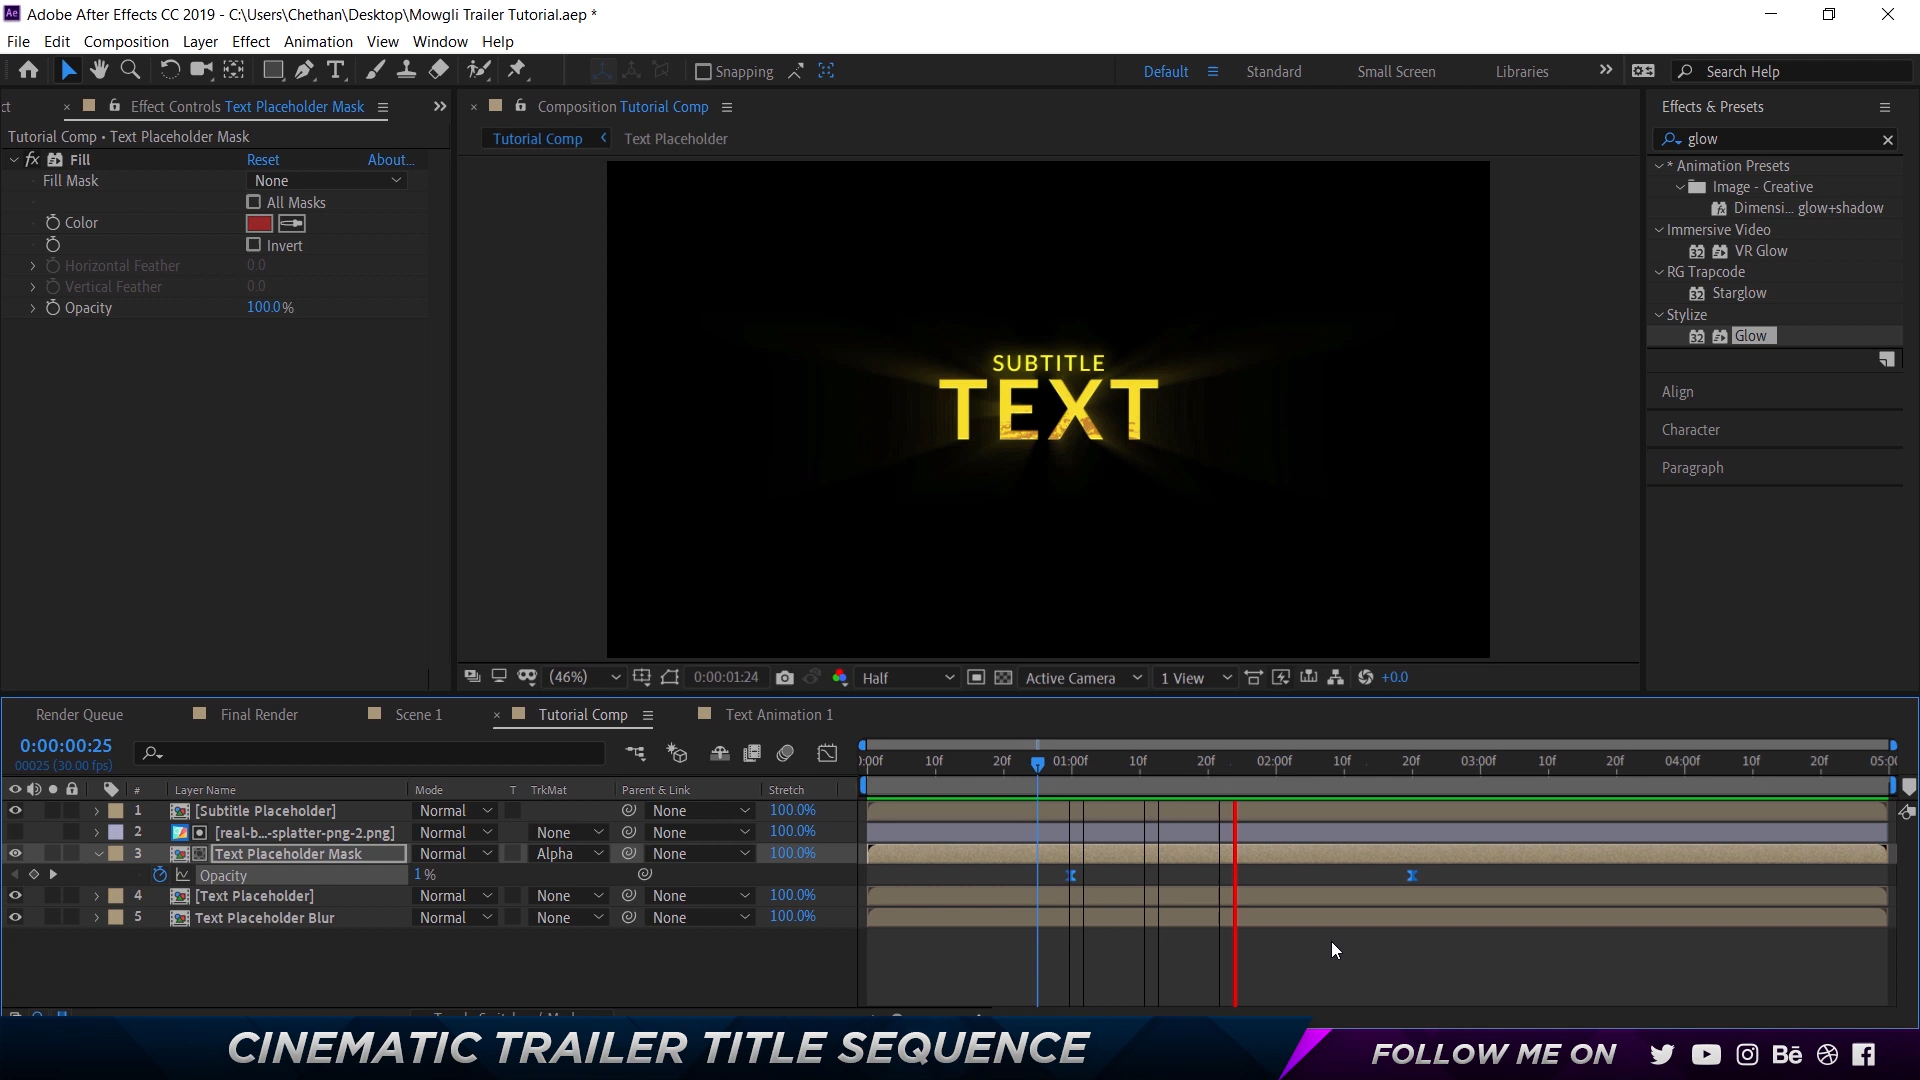 Adobe After Effects CC 2019 - C:\Users\Chethan\Desktop\Mowgli Trailer Tutorial.aep *
File Edit Composition Layer Effect Animation View Window Help
Snapping Default Standard Small Screen Libraries Search Help
ct × Effect Controls Text Placeholder Mask
Tutorial Comp • Text Placeholder Mask
fx Fill Reset About...
Fill Mask None
All Masks
Color
Invert
Horizontal Feather 0.0
Vertical Feather 0.0
Opacity 100.0%
× Composition Tutorial Comp
Tutorial Comp Text Placeholder
SUBTITLE
TEXT
(46%) 0:00:01:24 Half Active Camera 1 View +0.0
Effects & Presets
glow
* Animation Presets
Image - Creative
Dimensi... glow+shadow
Immersive Video
32 VR Glow
RG Trapcode
32 Starglow
Stylize
32 Glow
Align
Character
Paragraph
Render Queue Final Render Scene 1 × Tutorial Comp Text Animation 1
0:00:00:25
00025 (30.00 fps)
):00f 10f 20f 01:00f 10f 20f 02:00f 10f 20f 03:00f 10f 20f 04:00f 10f 20f 05:00
# Layer Name Mode T TrkMat Parent & Link Stretch
1 [Subtitle Placeholder] Normal None 100.0%
2 [real-b...-splatter-png-2.png] Normal None None 100.0%
3 Text Placeholder Mask Normal Alpha None 100.0%
Opacity 1%
4 [Text Placeholder] Normal None None 100.0%
5 Text Placeholder Blur Normal None None 100.0%
CINEMATIC TRAILER TITLE SEQUENCE
FOLLOW ME ON